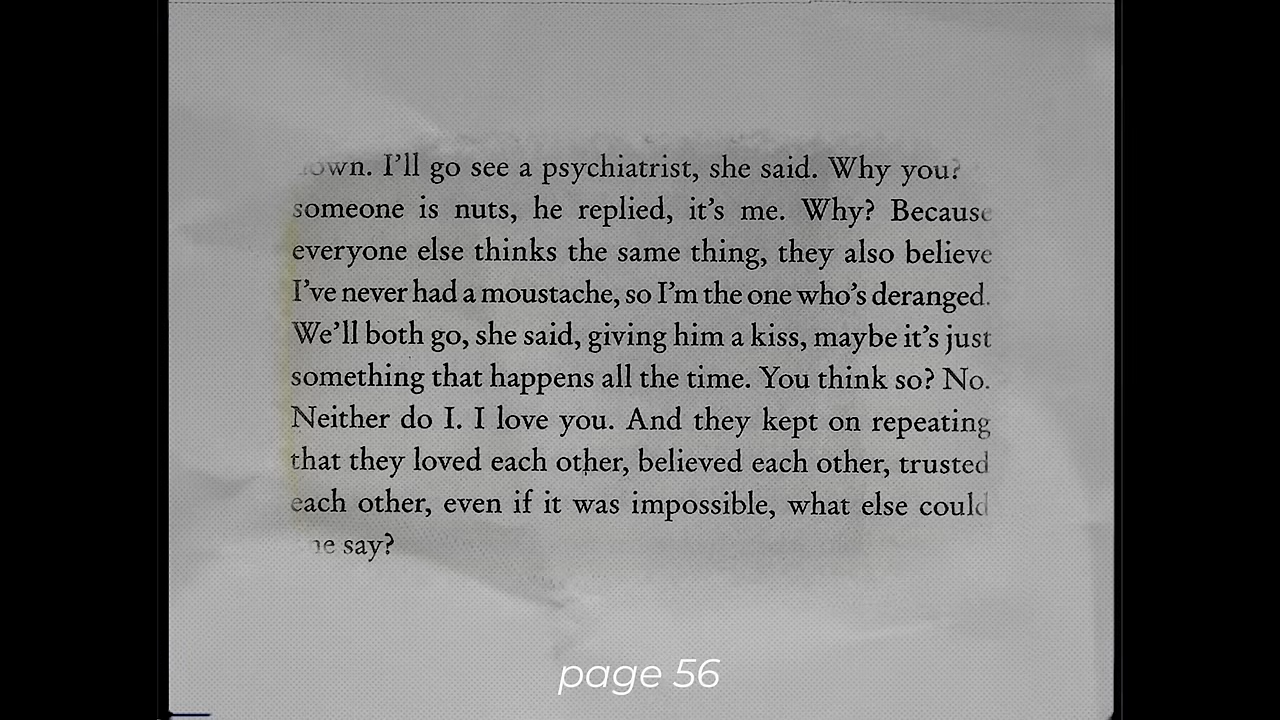 own. I'll go see a psychiatrist, she said. Why you?
someone is nuts, he replied, it's me. Why? Because
everyone else thinks the same thing, they also believe
I've never had a moustache, so I'm the one who's deranged.
We'll both go, she said, giving him a kiss, maybe it's just
something that happens all the time. You think so? No.
Neither do I. I love you. And they kept on repeating
that they loved each other, believed each other, trusted
each other, even if it was impossible, what else could
say?
page 56